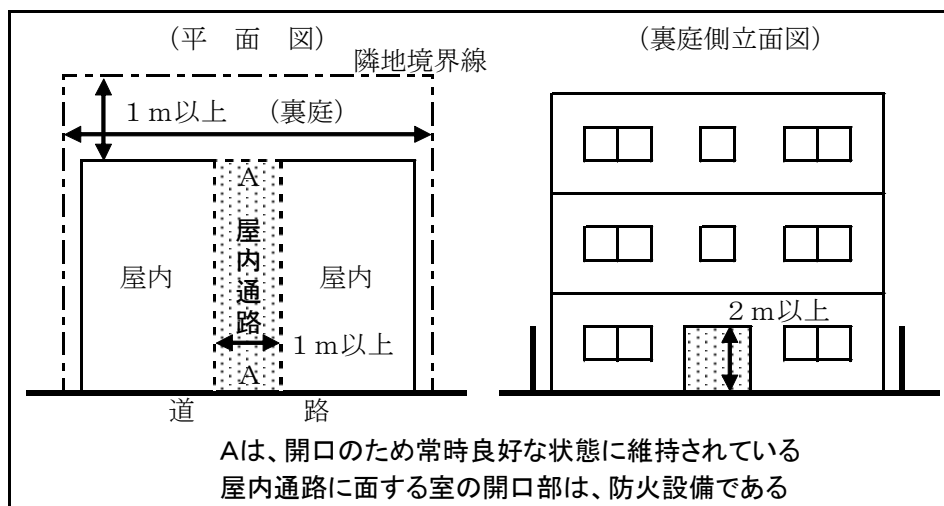 (平 面 図)
(裏庭側立面図)
隣地境界線
1m以上 (裏庭)
A
屋内
屋内通路
屋内
2m以上
1m以上
A
道 路
Aは、開口のため常時良好な状態に維持されている
屋内通路に面する室の開口部は、防火設備である